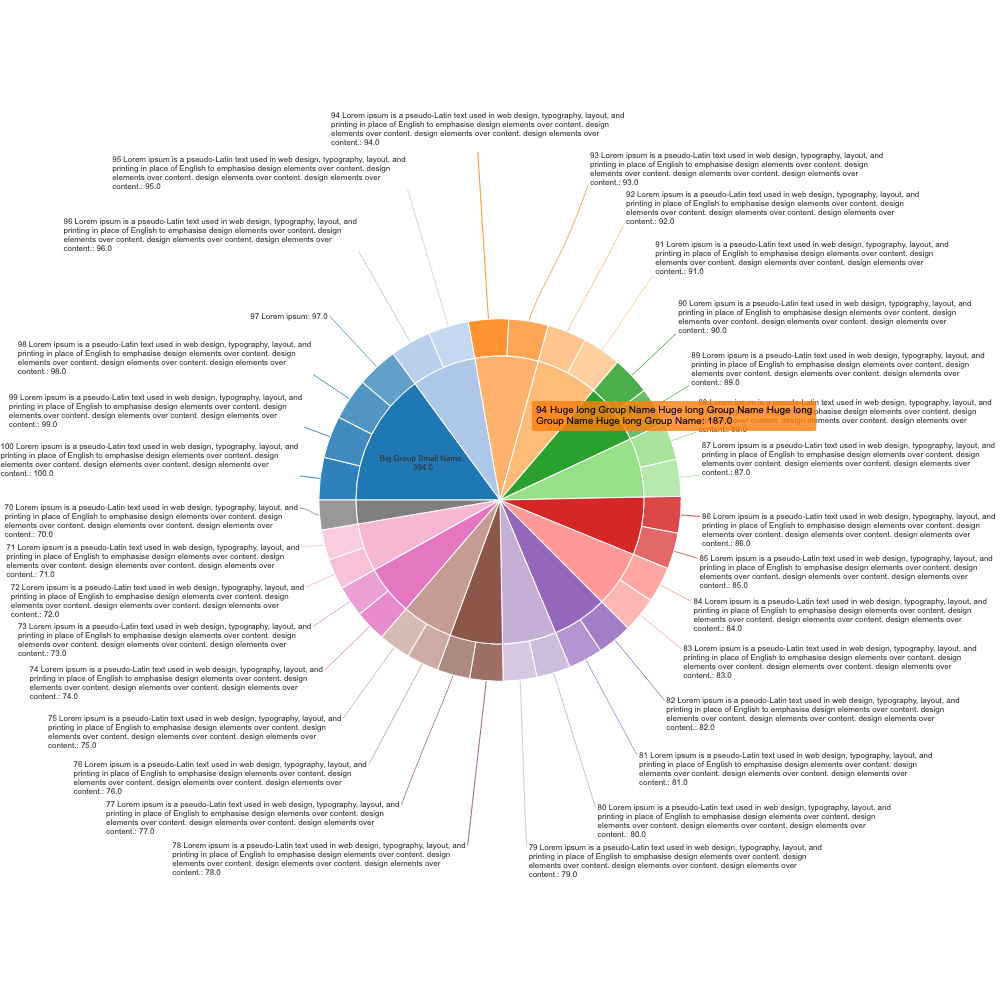 94 Lorem ipsum is a pseudo-Latin text used in web design, typography, layout, and
printing in place of English to emphasise design elements over content. design
elements over content. design elements over content. design elements over
content.: 94.0
95 Lorem ipsum is a pseudo-Latin text used in web design, typography, layout, and
printing in place of English to emphasise design elements over content. design
elements over content. design elements over content. design elements over
content.: 95.0
93 Lorem ipsum is a pseudo-Latin text used in web design, typography, layout, and
printing in place of English to emphasise design elements over content. design
elements over content. design elements over content. design elements over
content.: 93.0
92 Lorem ipsum is a pseudo-Latin text used in web design, typography, layout, and
printing in place of English to emphasise design elements over content. design
elements over content. design elements over content. design elements over
content.: 92.0
96 Lorem ipsum is a pseudo-Latin text used in web design, typography, layout, and
printing in place of English to emphasise design elements over content. design
elements over content. design elements over content. design elements over
content.: 96.0
91 Lorem ipsum is a pseudo-Latin text used in web design, typography, layout, and
printing in place of English to emphasise design elements over content. design
elements over content. design elements over content. design elements over
content.: 91.0
90 Lorem ipsum is a pseudo-Latin text used in web design, typography, layout, and
printing in place of English to emphasise design elements over content. design
elements over content. design elements over content. design elements over
content.: 90.0
97 Lorem ipsum: 97.0
98 Lorem ipsum is a pseudo-Latin text used in web design, typography, layout, and
printing in place of English to emphasise design elements over content. design
elements over content. design elements over content. design elements over
content.: 98.0
89 Lorem ipsum is a pseudo-Latin text used in web design, typography, layout, and
printing in place of English to emphasise design elements over content. design
elements over content. design elements over content. design elements over
content.: 89.0
99 Lorem ipsum is a pseudo-Latin text used in web design, typography, layout, and
printing in place of English to emphasise design elements over content. design
elements over content. design elements over content. design elements over
content.: 99.0
94 Huge long Group Name Huge long Group Name Huge long
Group Name Huge long Group Name: 187.0
text used in web design, typography, layout, and
emphasise design elements over content. design
elements over content. design elements over
content.: 88.0
100 Lorem ipsum is a pseudo-Latin text used in web design, typography, layout, and
printing in place of English to emphasise design elements over content. design
elements over content. design elements over content. design elements over
content.: 100.0
Big Group Small Name:
394.0
87 Lorem ipsum is a pseudo-Latin text used in web design, typography, layout, and
printing in place of English to emphasise design elements over content. design
elements over content. design elements over content. design elements over
content.: 87.0
70 Lorem ipsum is a pseudo-Latin text used in web design, typography, layout, and
printing in place of English to emphasise design elements over content. design
elements over content. design elements over content. design elements over
content.: 70.0
86 Lorem ipsum is a pseudo-Latin text used in web design, typography, layout, and
printing in place of English to emphasise design elements over content. design
elements over content. design elements over content. design elements over
content.: 86.0
71 Lorem ipsum is a pseudo-Latin text used in web design, typography, layout, and
printing in place of English to emphasise design elements over content. design
elements over content. design elements over content. design elements over
content.: 71.0
85 Lorem ipsum is a pseudo-Latin text used in web design, typography, layout, and
printing in place of English to emphasise design elements over content. design
elements over content. design elements over content. design elements over
content.: 85.0
72 Lorem ipsum is a pseudo-Latin text used in web design, typography, layout, and
printing in place of English to emphasise design elements over content. design
elements over content. design elements over content. design elements over
content.: 72.0
84 Lorem ipsum is a pseudo-Latin text used in web design, typography, layout, and
printing in place of English to emphasise design elements over content. design
elements over content. design elements over content. design elements over
content.: 84.0
73 Lorem ipsum is a pseudo-Latin text used in web design, typography, layout, and
printing in place of English to emphasise design elements over content. design
elements over content. design elements over content. design elements over
content.: 73.0
83 Lorem ipsum is a pseudo-Latin text used in web design, typography, layout, and
printing in place of English to emphasise design elements over content. design
elements over content. design elements over content. design elements over
content.: 83.0
74 Lorem ipsum is a pseudo-Latin text used in web design, typography, layout, and
printing in place of English to emphasise design elements over content. design
elements over content. design elements over content. design elements over
content.: 74.0
82 Lorem ipsum is a pseudo-Latin text used in web design, typography, layout, and
printing in place of English to emphasise design elements over content. design
elements over content. design elements over content. design elements over
content.: 82.0
75 Lorem ipsum is a pseudo-Latin text used in web design, typography, layout, and
printing in place of English to emphasise design elements over content. design
elements over content. design elements over content. design elements over
content.: 75.0
81 Lorem ipsum is a pseudo-Latin text used in web design, typography, layout, and
printing in place of English to emphasise design elements over content. design
elements over content. design elements over content. design elements over
content.: 81.0
76 Lorem ipsum is a pseudo-Latin text used in web design, typography, layout, and
printing in place of English to emphasise design elements over content. design
elements over content. design elements over content. design elements over
content.: 76.0
77 Lorem ipsum is a pseudo-Latin text used in web design, typography, layout, and
printing in place of English to emphasise design elements over content. design
elements over content. design elements over content. design elements over
content.: 77.0
80 Lorem ipsum is a pseudo-Latin text used in web design, typography, layout, and
printing in place of English to emphasise design elements over content. design
elements over content. design elements over content. design elements over
content.: 80.0
78 Lorem ipsum is a pseudo-Latin text used in web design, typography, layout, and
printing in place of English to emphasise design elements over content. design
elements over content. design elements over content. design elements over
content.: 78.0
79 Lorem ipsum is a pseudo-Latin text used in web design, typography, layout, and
printing in place of English to emphasise design elements over content. design
elements over content. design elements over content. design elements over
content.: 79.0